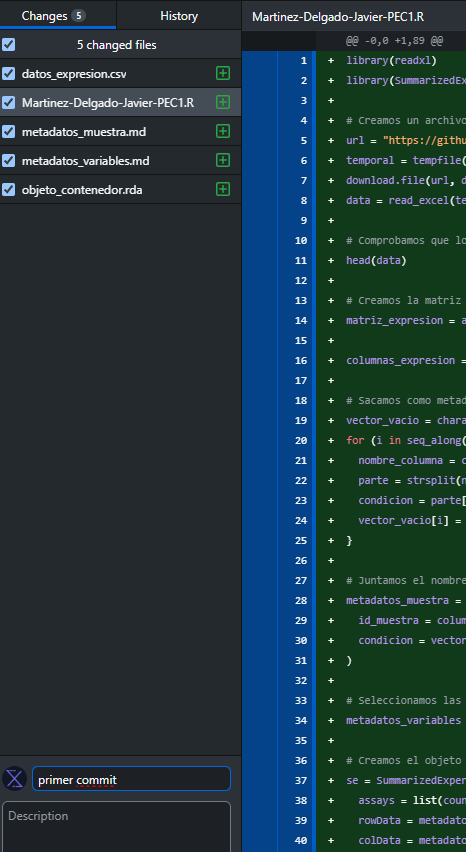 Changes 5
History
5 changed files
datos_expresion.csv
Martinez-Delgado-Javier-PEC1.R
metadatos_muestra.md
metadatos_variables.md
objeto_contenedor.rda
primer commit
Description
Martinez-Delgado-Javier-PEC1.R
@@ -0,0 +1,89 @@
1 + library(readxl)
2 + library(SummarizedEx
3 +
4 + # Creamos un archivo
5 + url = "https://githu
6 + temporal = tempfile(
7 + download.file(url, d
8 + data = read_excel(te
9 +
10 + # Comprobamos que lo
11 + head(data)
12 +
13 + # Creamos la matriz
14 + matriz_expresion = a
15 +
16 + columnas_expresion =
17 +
18 + # Sacamos como metad
19 + vector_vacio = chara
20 + for (i in seq_along(
21 + nombre_columna = c
22 + parte = strsplit(n
23 + condicion = parte[
24 + vector_vacio[i] =
25 + }
26 +
27 + # Juntamos el nombre
28 + metadatos_muestra =
29 + id_muestra = colum
30 + condicion = vector
31 + )
32 +
33 + # Seleccionamos las
34 + metadatos_variables
35 +
36 + # Creamos el objeto
37 + se = SummarizedExper
38 + assays = list(coun
39 + rowData = metadato
40 + colData = metadato